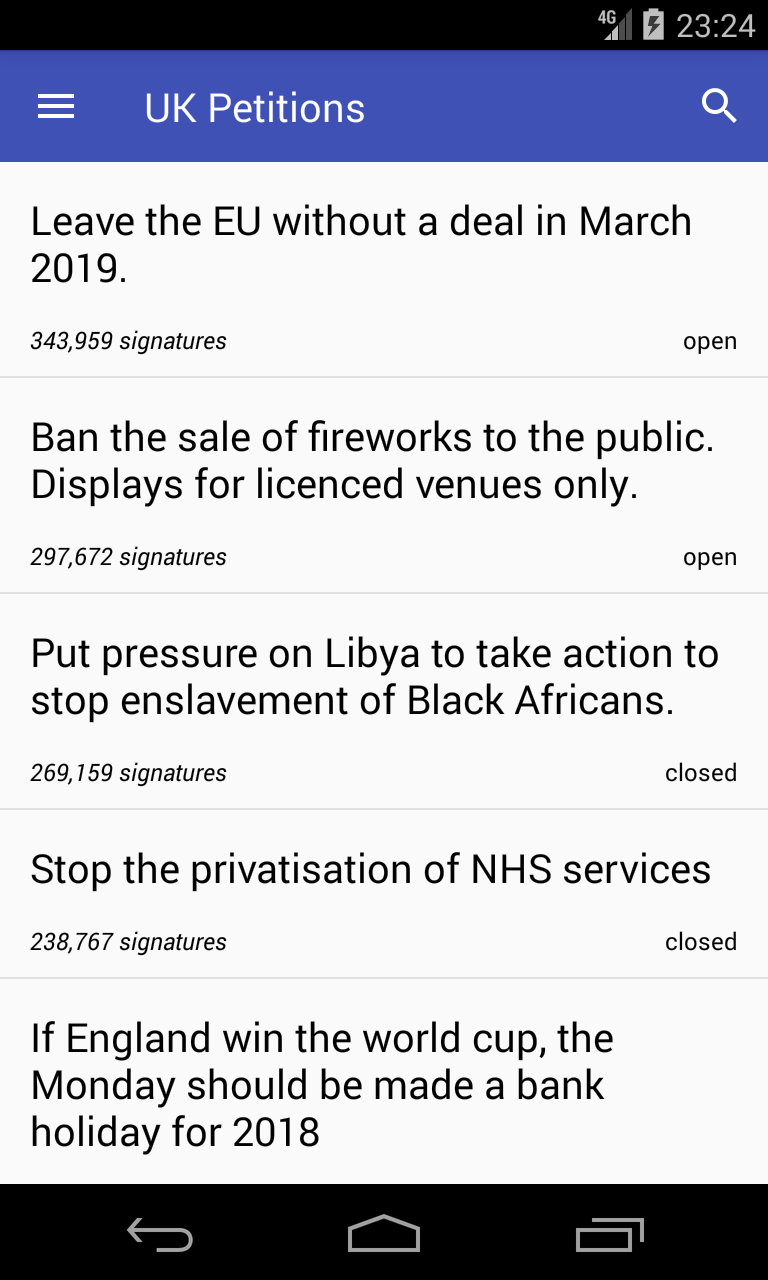 4G 23:24
UK Petitions
Leave the EU without a deal in March
2019.
343,959 signatures open
Ban the sale of fireworks to the public.
Displays for licenced venues only.
297,672 signatures open
Put pressure on Libya to take action to
stop enslavement of Black Africans.
269,159 signatures closed
Stop the privatisation of NHS services
238,767 signatures closed
If England win the world cup, the
Monday should be made a bank
holiday for 2018